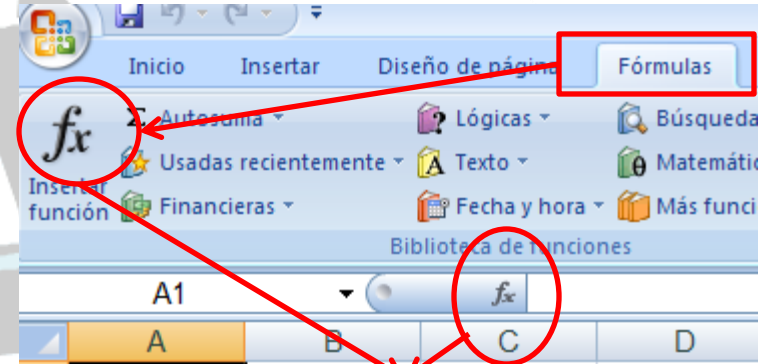 Inicio Insertar Diseño de página Fórmulas
fx Σ Autosuma Lógicas Búsqueda
Usadas recientemente Texto Matemátic
Insertar
función Financieras Fecha y hora Más funci
Biblioteca de funciones
A1 fx
A B C D